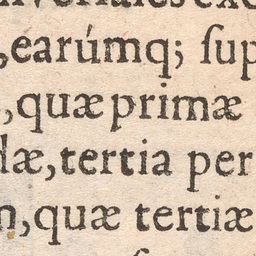 ,earúmq; ſup
,quæ primæ
læ, tertia per
n, quæ tertiæ